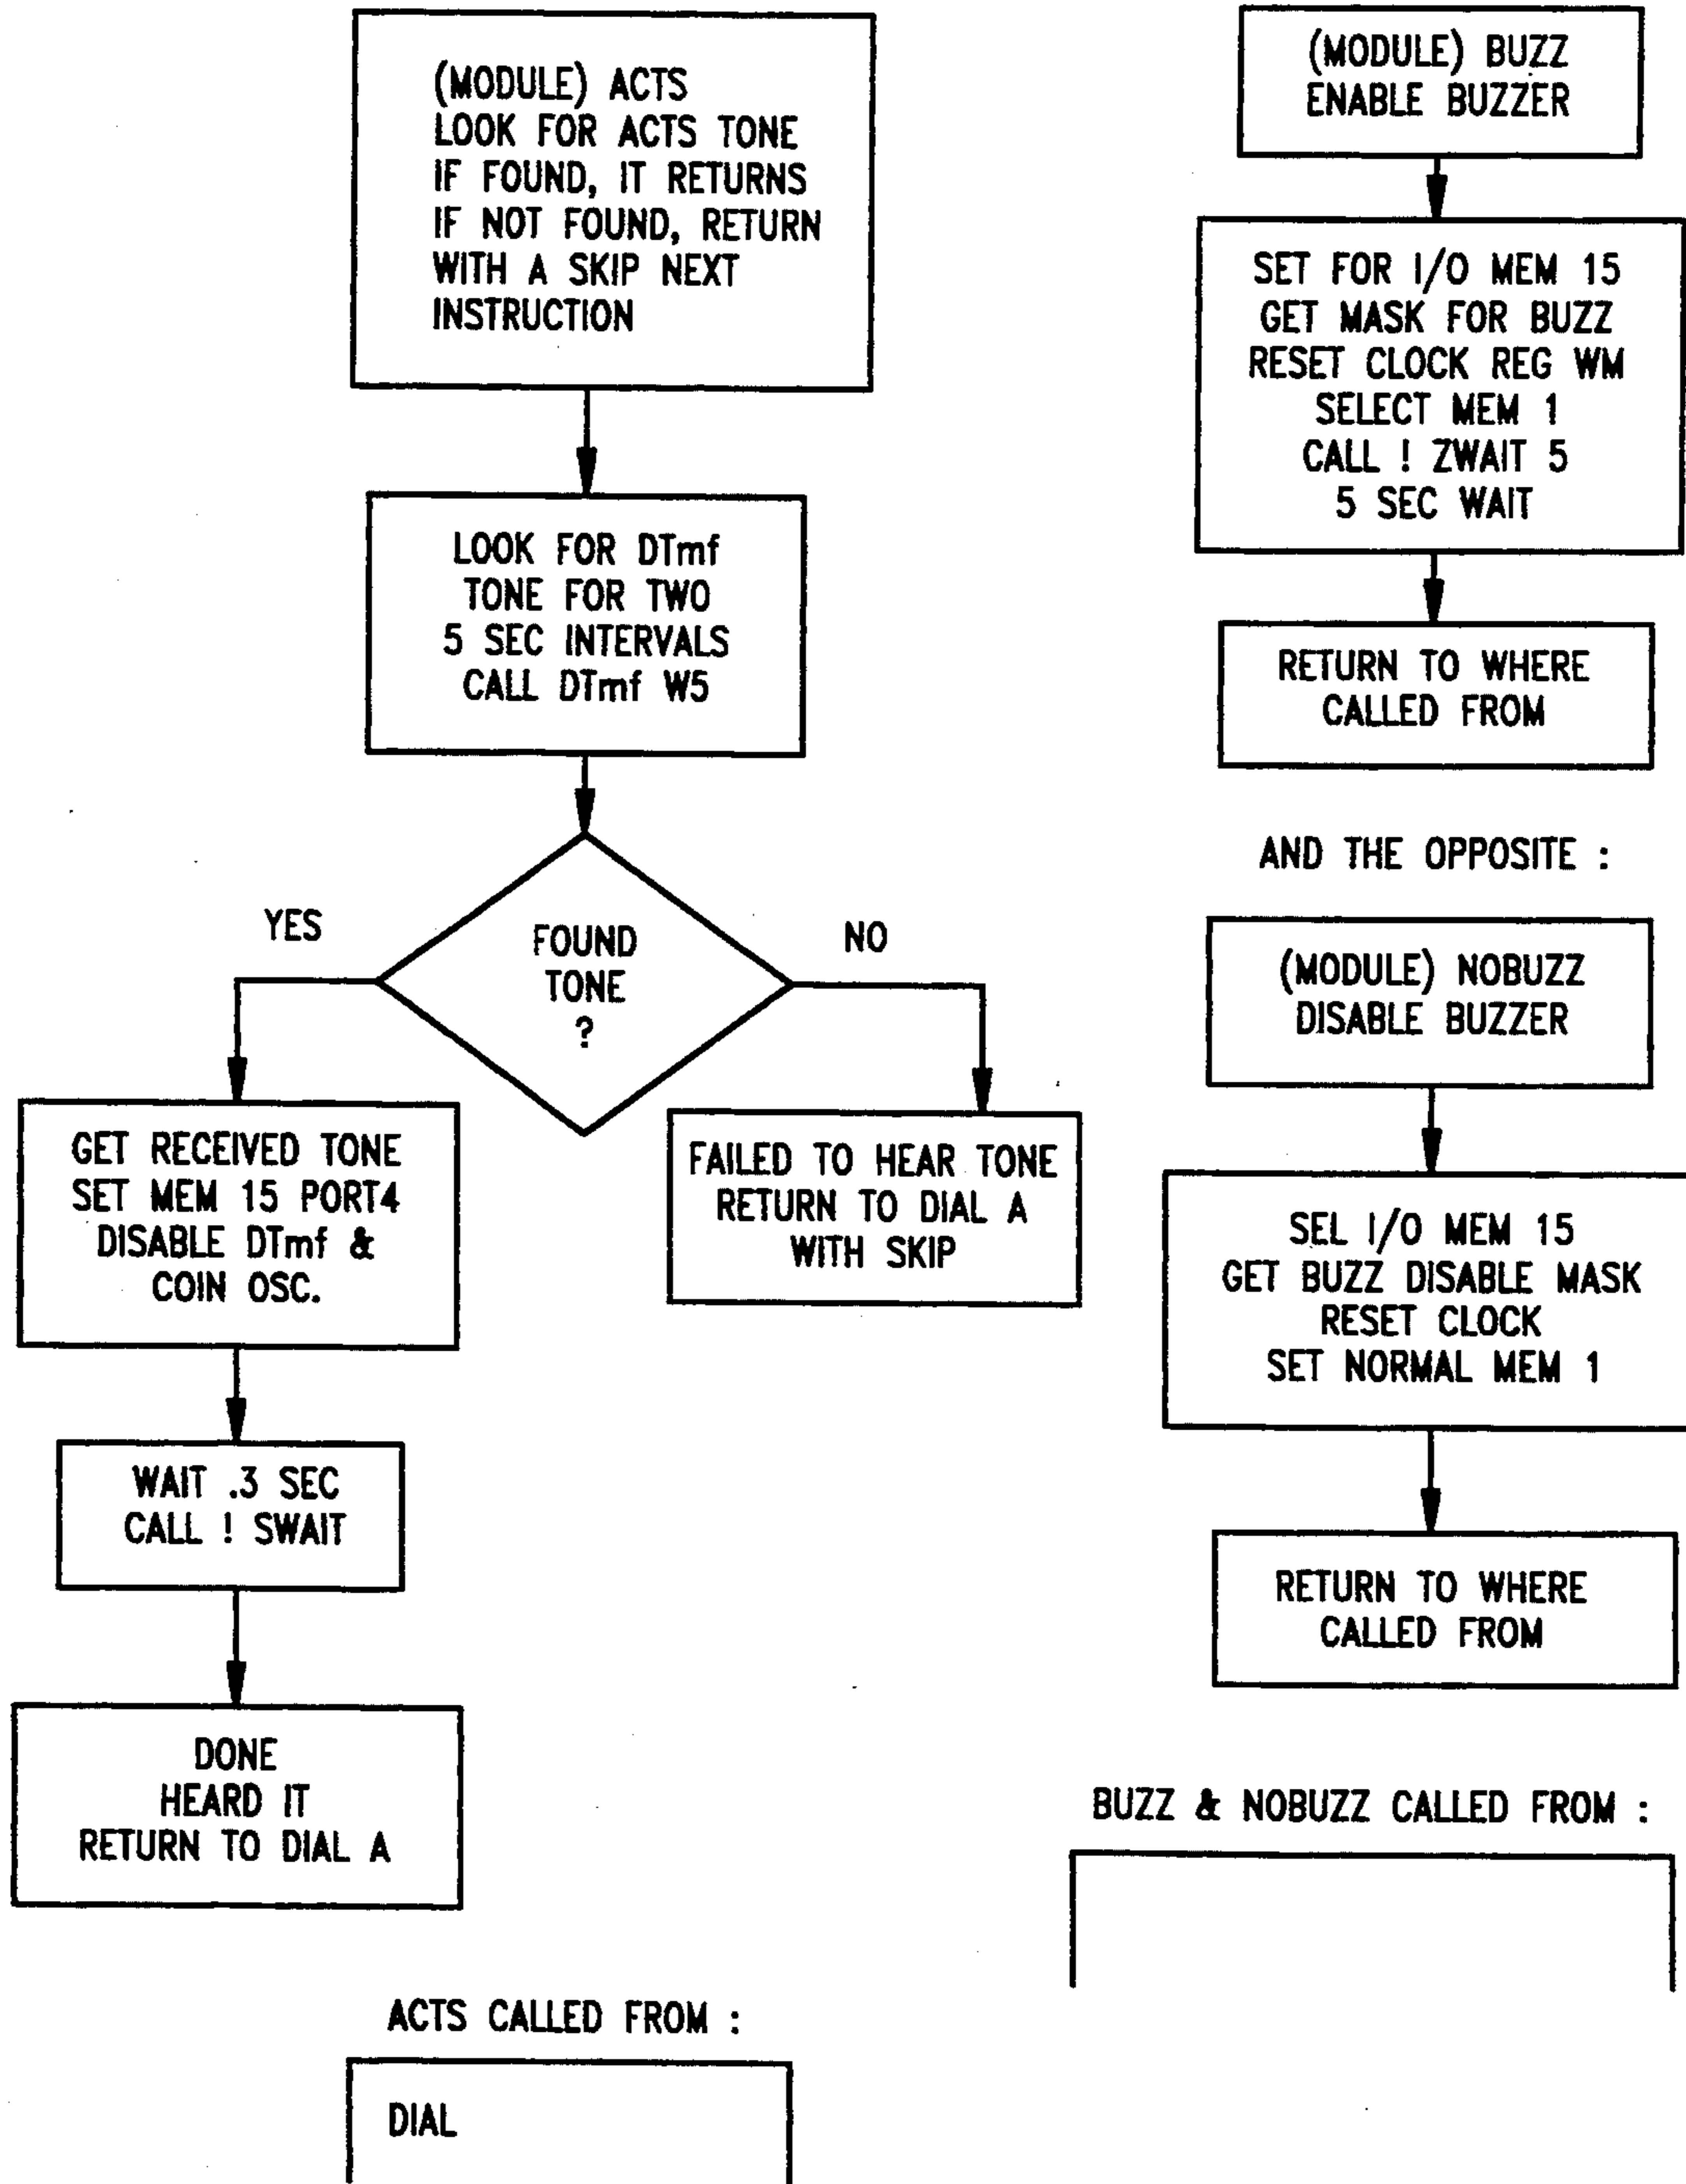 (MODULE) ACTS
LOOK FOR ACTS TONE
IF FOUND, IT RETURNS
IF NOT FOUND, RETURN
WITH A SKIP NEXT
INSTRUCTION
LOOK FOR DTmf
TONE FOR TWO
5 SEC INTERVALS
CALL DTmf W5
YES
FOUND
TONE
?
NO
GET RECEIVED TONE
SET MEM 15 PORT4
DISABLE DTmf &
COIN OSC.
FAILED TO HEAR TONE
RETURN TO DIAL A
WITH SKIP
WAIT .3 SEC
CALL ! SWAIT
DONE
HEARD IT
RETURN TO DIAL A
ACTS CALLED FROM :
DIAL
(MODULE) BUZZ
ENABLE BUZZER
SET FOR I/O MEM 15
GET MASK FOR BUZZ
RESET CLOCK REG WM
SELECT MEM 1
CALL ! ZWAIT 5
5 SEC WAIT
RETURN TO WHERE
CALLED FROM
AND THE OPPOSITE :
(MODULE) NOBUZZ
DISABLE BUZZER
SEL I/O MEM 15
GET BUZZ DISABLE MASK
RESET CLOCK
SET NORMAL MEM 1
RETURN TO WHERE
CALLED FROM
BUZZ & NOBUZZ CALLED FROM :